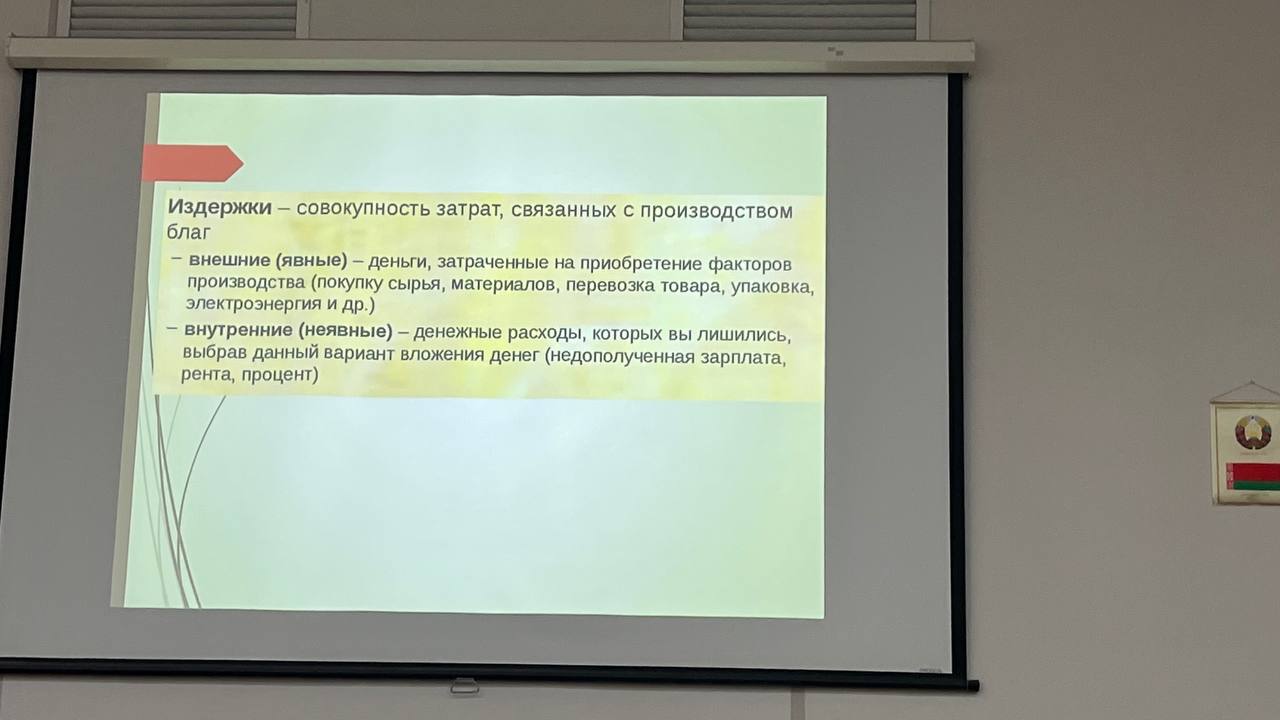 Издержки – совокупность затрат, связанных с производством
благ
– внешние (явные) – деньги, затраченные на приобретение факторов
производства (покупку сырья, материалов, перевозка товара, упаковка,
электроэнергия и др.)
– внутренние (неявные) – денежные расходы, которых вы лишились,
выбрав данный вариант вложения денег (недополученная зарплата,
рента, процент)